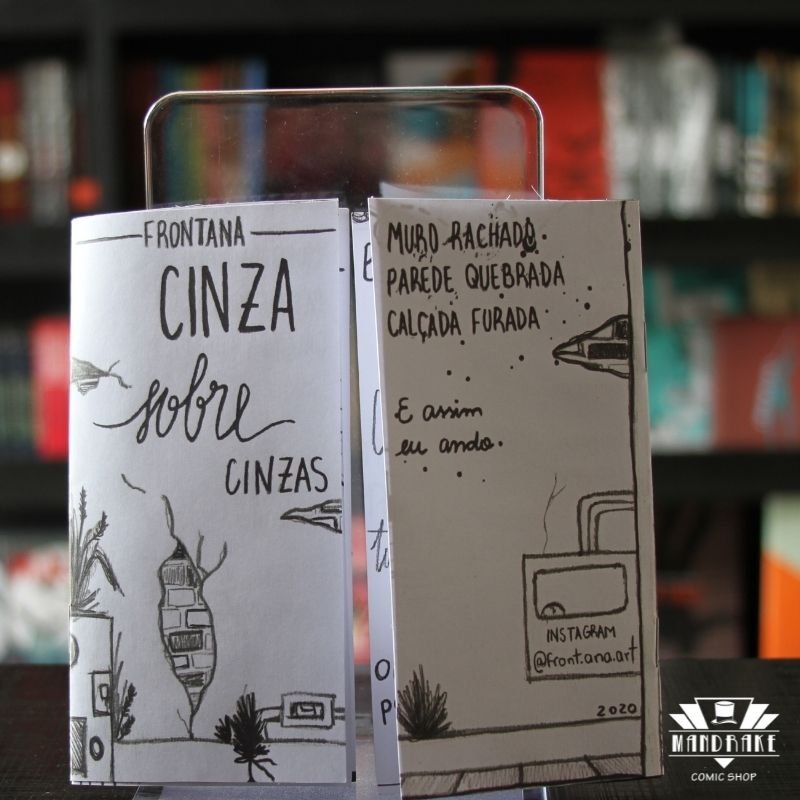 FRONTANA
CINZA
sobre
CINZAS
MURO RACHADO
PAREDE QUEBRADA
CALÇADA FURADA
E assim
eu ando.
INSTAGRAM
@front.ana.art
2020
MANDRAKE
COMIC SHOP